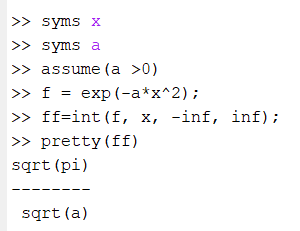 >> syms x
>> syms a
>> assume(a >0)
>> f = exp(-a*x^2);
>> ff=int(f, x, -inf, inf);
>> pretty(ff)
sqrt(pi)
--------
 sqrt(a)